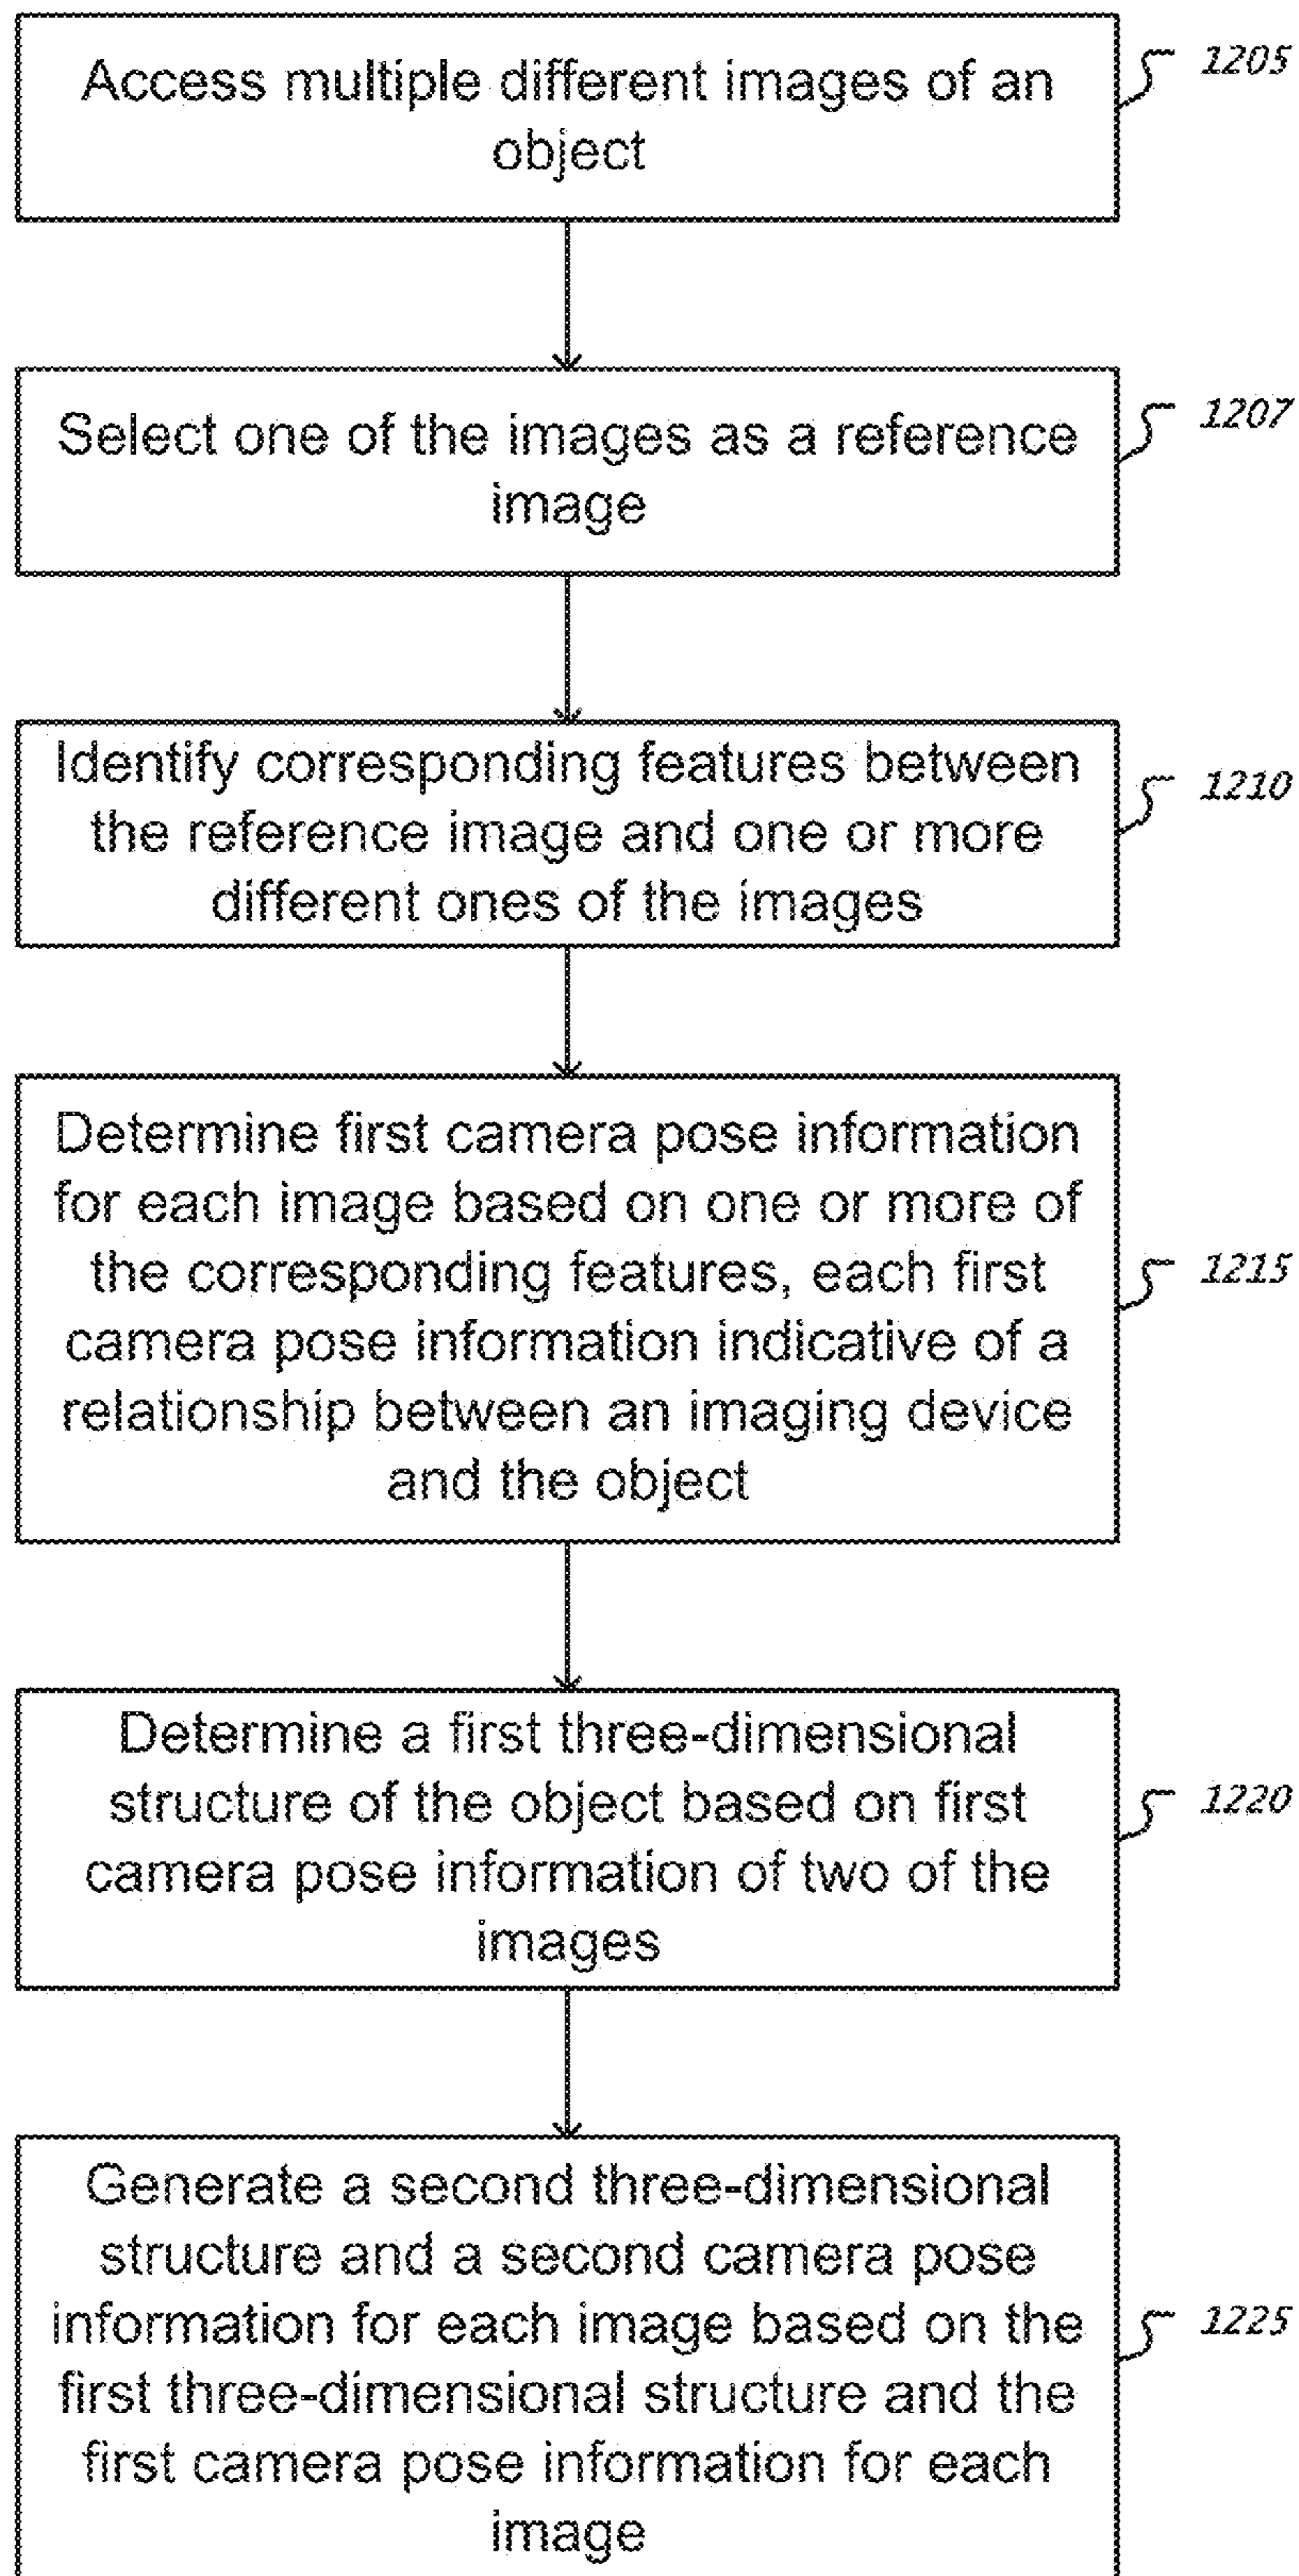 Access multiple different images of an
object
1205
Select one of the images as a reference
image
1207
Identify corresponding features between
the reference image and one or more
different ones of the images
1210
Determine first camera pose information
for each image based on one or more of
the corresponding features, each first
camera pose information indicative of a
relationship between an imaging device
and the object
1215
Determine a first three-dimensional
structure of the object based on first
camera pose information of two of the
images
1220
Generate a second three-dimensional
structure and a second camera pose
information for each image based on the
first three-dimensional structure and the
first camera pose information for each
image
1225